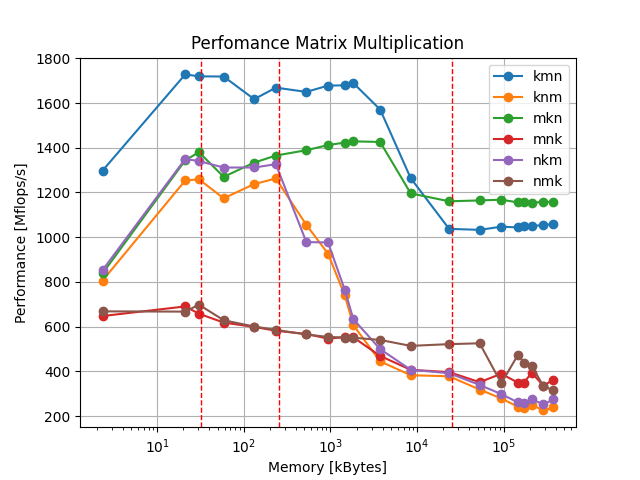 Perfomance Matrix Multiplication
1800
1600
1400
1200
1000
800
600
400
200
Performance [Mflops/s]
kmn
knm
mkn
mnk
nkm
nmk
10¹
10²
10³
10⁴
10⁵
Memory [kBytes]